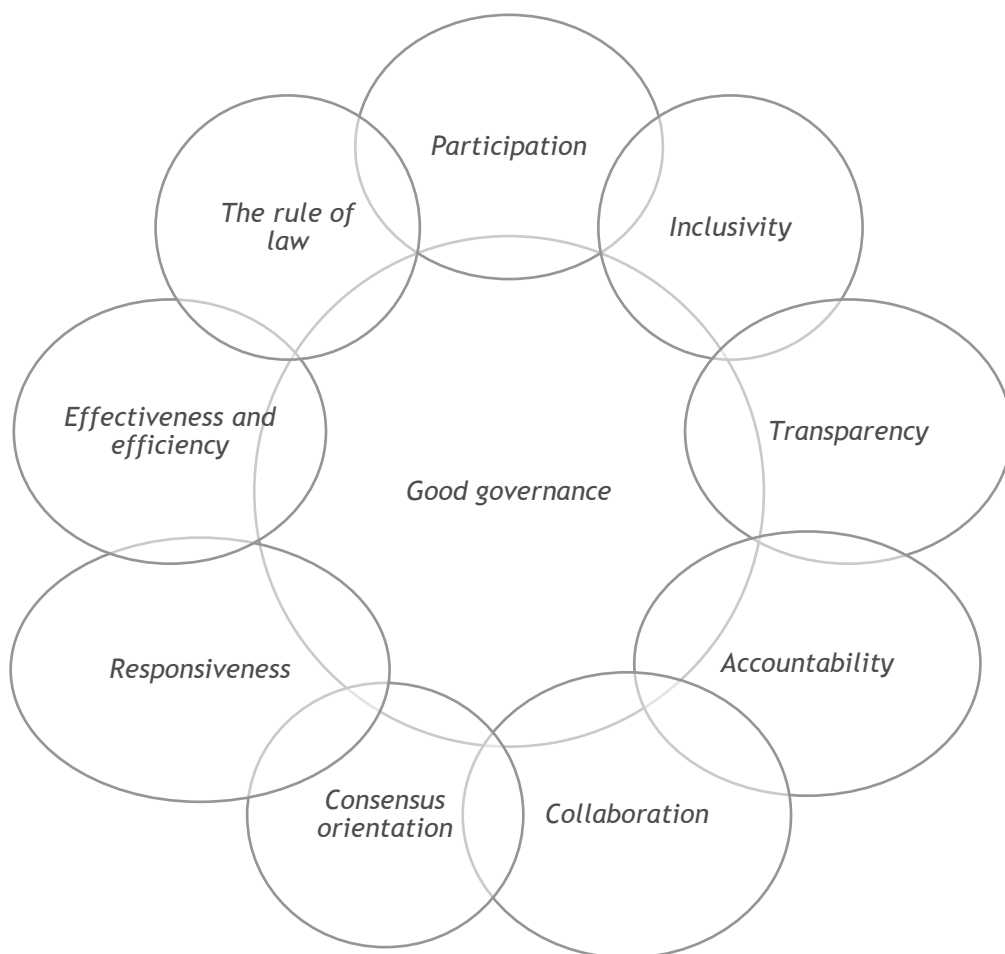 Participation
The rule of
law
Inclusivity
Effectiveness and
efficiency
Transparency
Good governance
Responsiveness
Accountability
Consensus
orientation
Collaboration